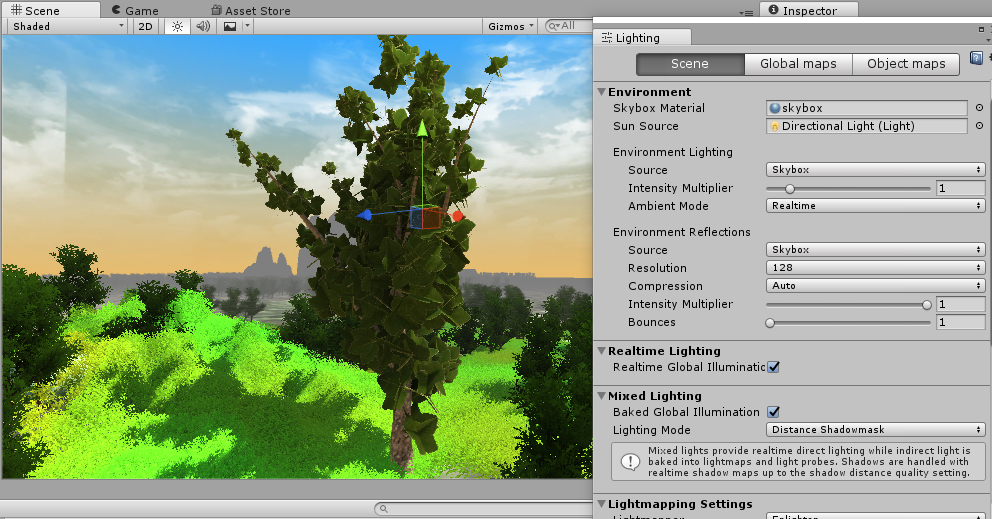 Scene
Game
Asset Store
Inspector
Shaded
2D
Gizmos
All
Lighting
Scene
Global maps
Object maps
Environment
Skybox Material
skybox
Sun Source
Directional Light (Light)
Environment Lighting
Source
Skybox
Intensity Multiplier
1
Ambient Mode
Realtime
Environment Reflections
Source
Skybox
Resolution
128
Compression
Auto
Intensity Multiplier
1
Bounces
1
Realtime Lighting
Realtime Global Illuminatic
Mixed Lighting
Baked Global Illumination
Lighting Mode
Distance Shadowmask
Mixed lights provide realtime direct lighting while indirect light is
baked into lightmaps and light probes. Shadows are handled with
realtime shadow maps up to the shadow distance quality setting.
Lightmapping Settings